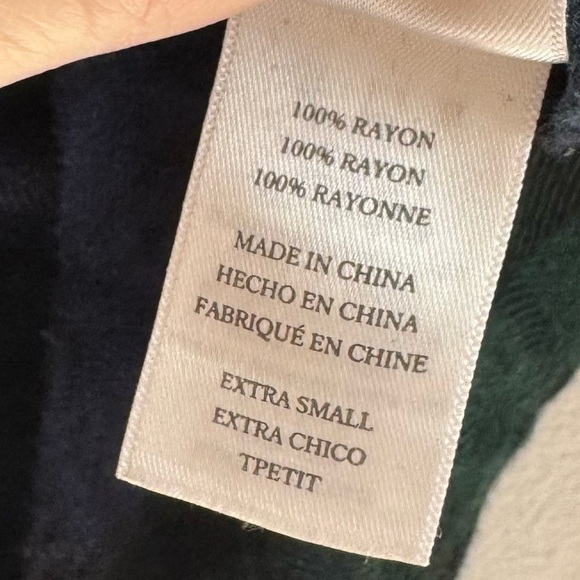 100% RAYON
100% RAYON
100% RAYONNE
MADE IN CHINA
HECHO EN CHINA
FABRIQUÉ EN CHINE
EXTRA SMALL
EXTRA CHICO
TPETIT